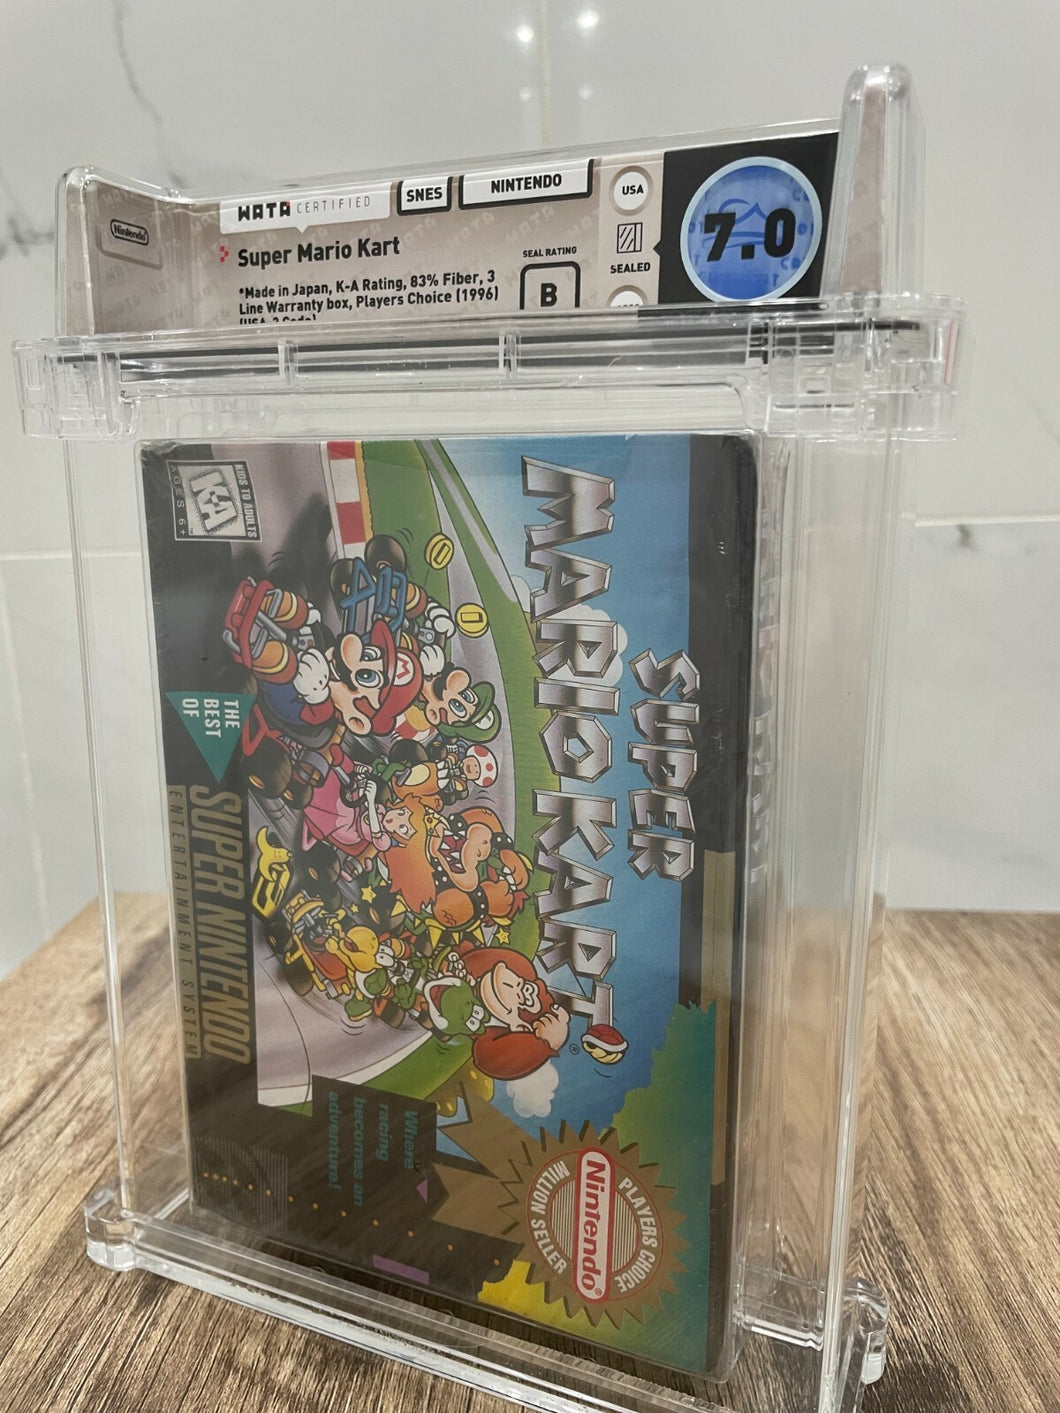 WATA CERTIFIED
SNES
NINTENDO
USA
7.0
Nintendo
Super Mario Kart
SEAL RATING
B
SEALED
*Made in Japan, K-A Rating, 83% Fiber, 3
Line Warranty box, Players Choice (1996)
SUPER
MARIO KART
®
KIDS TO ADULTS
K-A
AGES 6+
THE
BEST
OF
SUPER NINTENDO
ENTERTAINMENT SYSTEM
Where
racing
becomes an
adventure!
PLAYERS CHOICE
Nintendo®
MILLION SELLER